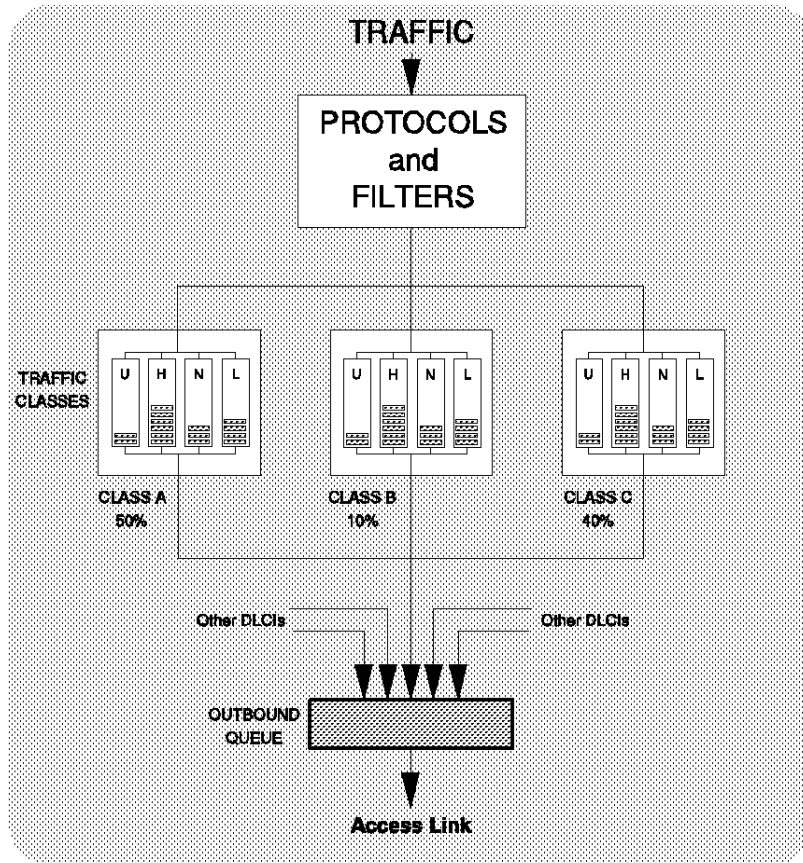 TRAFFIC
PROTOCOLS
and
FILTERS
TRAFFIC
CLASSES
U H N L
U H N L
U H N L
CLASS A
50%
CLASS B
10%
CLASS C
40%
Other DLCIs
Other DLCIs
OUTBOUND
QUEUE
Access Link